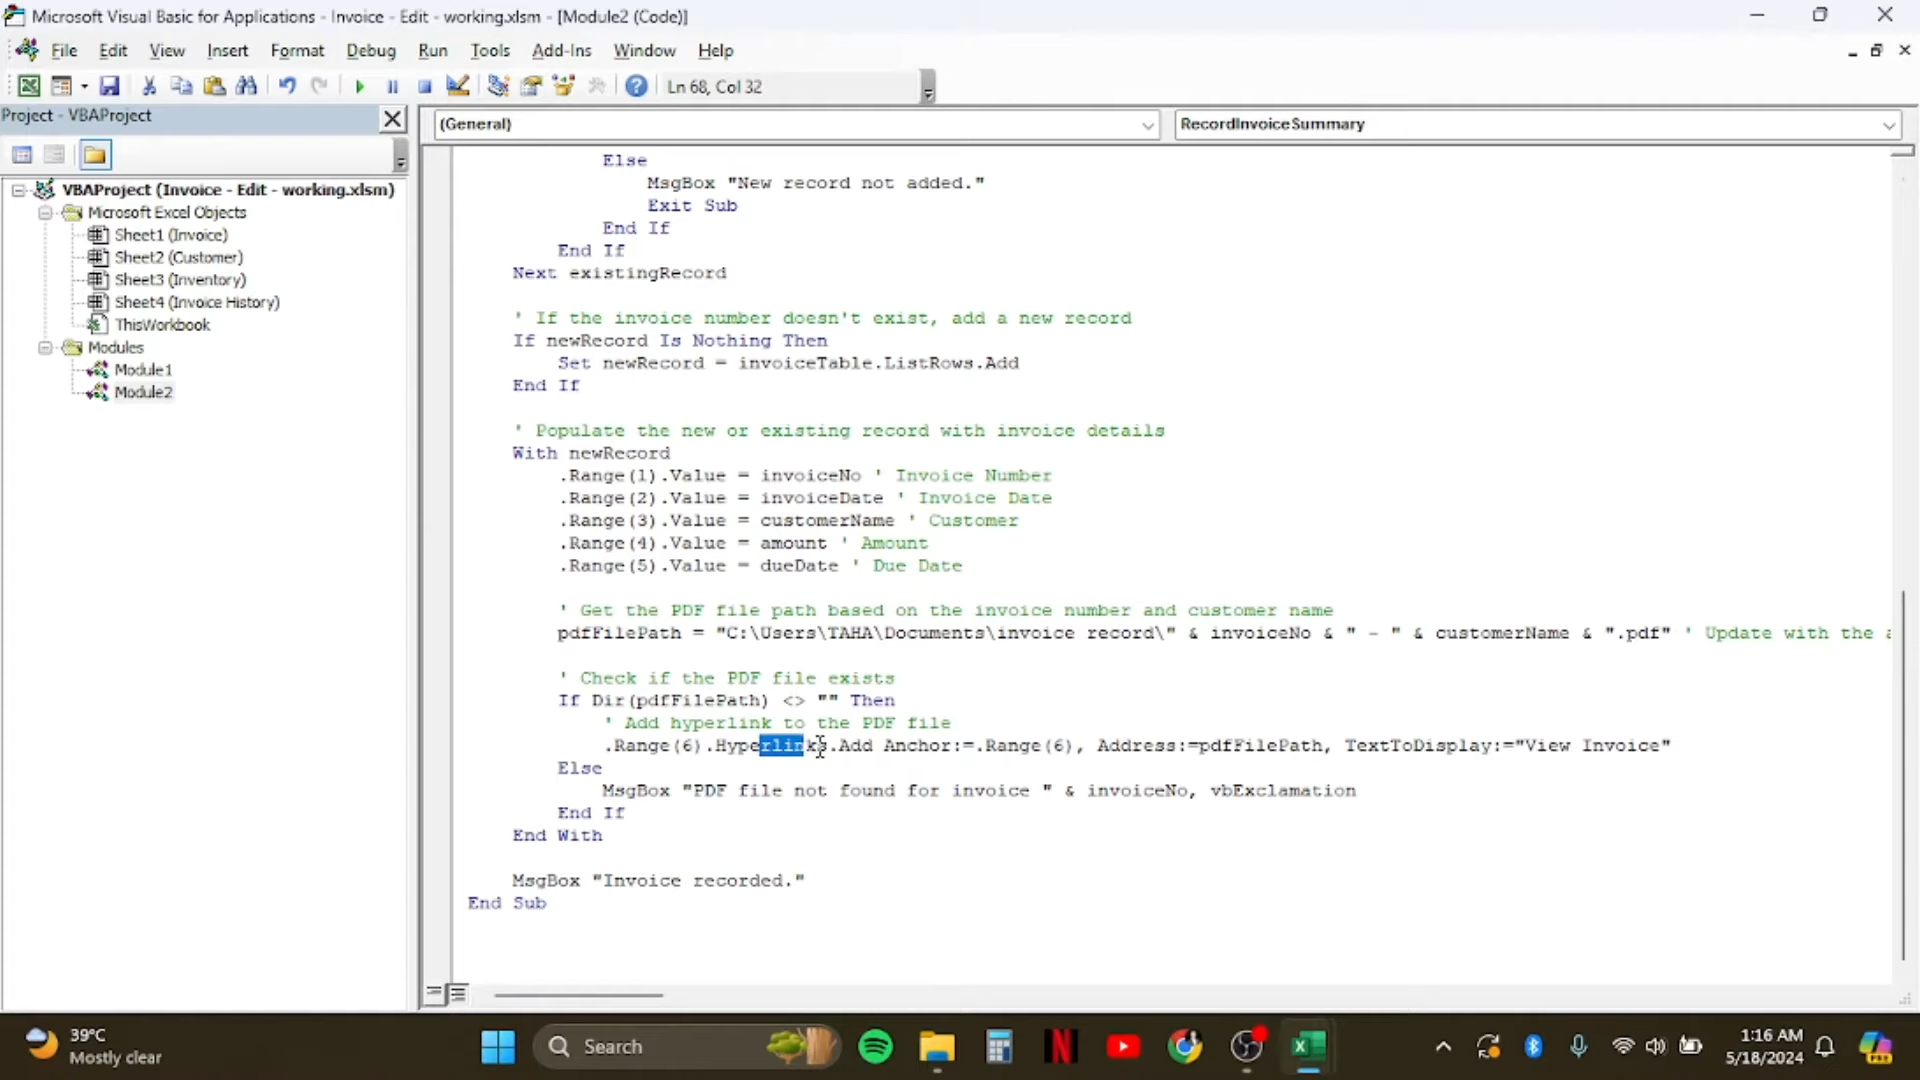 Microsoft Visual Basic for Applications - Invoice - Edit - working.xlsm - [Module2 (Code)]
File Edit View Insert Format Debug Run Tools Add-Ins Window Help
Ln 68, Col 32
Project - VBAProject
(General)
RecordInvoiceSummary
VBAProject (Invoice - Edit - working.xlsm)
Microsoft Excel Objects
Sheet1 (Invoice)
Sheet2 (Customer)
Sheet3 (Inventory)
Sheet4 (Invoice History)
ThisWorkbook
Modules
Module1
Module2
Else
MsgBox "New record not added."
Exit Sub
End If
End If
Next existingRecord
' If the invoice number doesn't exist, add a new record
If newRecord Is Nothing Then
Set newRecord = invoiceTable.ListRows.Add
End If
' Populate the new or existing record with invoice details
With newRecord
.Range(1).Value = invoiceNo ' Invoice Number
.Range(2).Value = invoiceDate ' Invoice Date
.Range(3).Value = customerName ' Customer
.Range(4).Value = amount ' Amount
.Range(5).Value = dueDate ' Due Date
' Get the PDF file path based on the invoice number and customer name
pdfFilePath = "C:\Users\TAHA\Documents\invoice record\" & invoiceNo & " - " & customerName & ".pdf" ' Update with the a
' Check if the PDF file exists
If Dir(pdfFilePath) <> "" Then
' Add hyperlink to the PDF file
.Range(6).Hyperlinks.Add Anchor:=.Range(6), Address:=pdfFilePath, TextToDisplay:="View Invoice"
Else
MsgBox "PDF file not found for invoice " & invoiceNo, vbExclamation
End If
End With
MsgBox "Invoice recorded."
End Sub
39°C
Mostly clear
Search
1:16 AM
5/18/2024